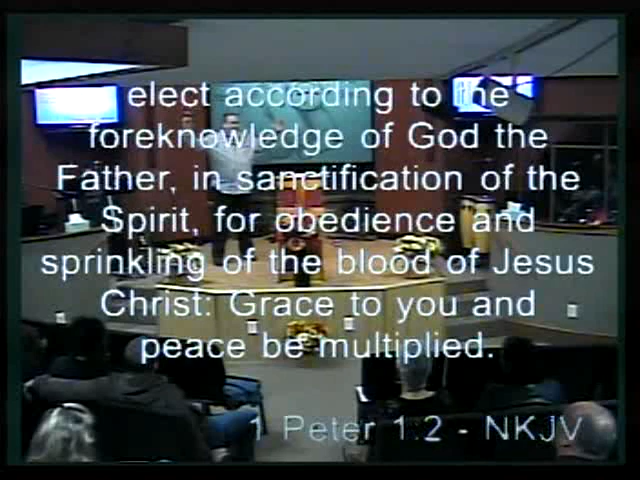 elect according to the
foreknowledge of God the
Father, in sanctification of the
Spirit, for obedience and
sprinkling of the blood of Jesus
Christ: Grace to you and
peace be multiplied.
1 Peter 1:2 - NKJV